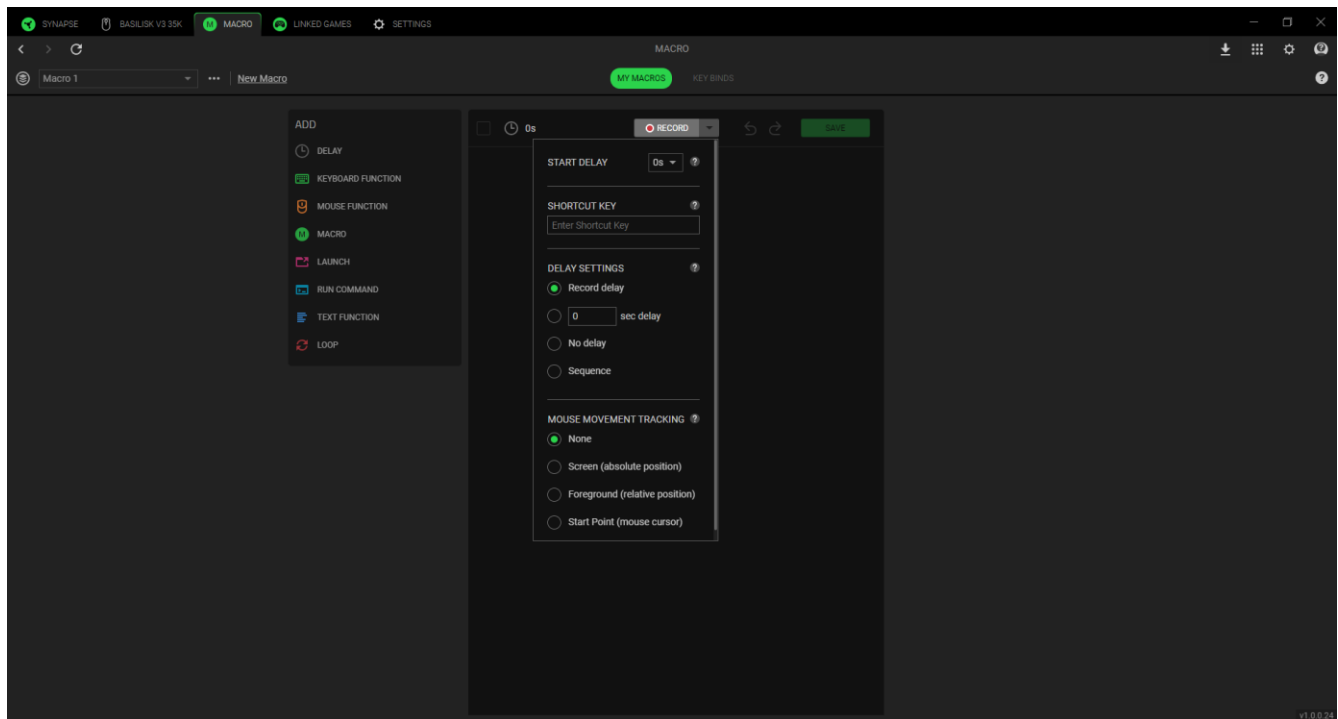 SYNAPSE BASILISK V3 35K MACRO LINKED GAMES SETTINGS
MACRO
Macro 1 New Macro MY MACROS KEY BINDS
ADD
DELAY
KEYBOARD FUNCTION
MOUSE FUNCTION
MACRO
LAUNCH
RUN COMMAND
TEXT FUNCTION
LOOP
0s RECORD SAVE
START DELAY 0s
SHORTCUT KEY
Enter Shortcut Key
DELAY SETTINGS
Record delay
0 sec delay
No delay
Sequence
MOUSE MOVEMENT TRACKING
None
Screen (absolute position)
Foreground (relative position)
Start Point (mouse cursor)
v1.0.0.24